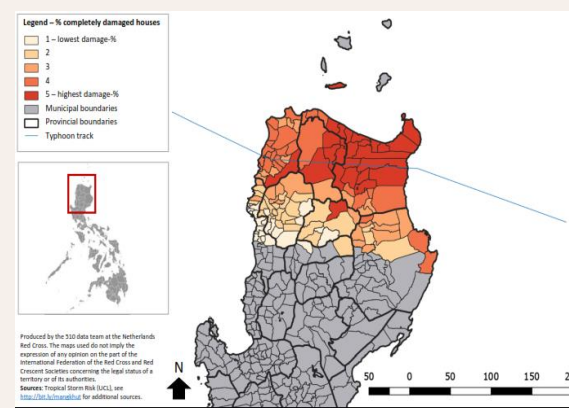 Legend – % completely damaged houses
1 – lowest damage-%
2
3
4
5 – highest damage-%
Municipal boundaries
Provincial boundaries
Typhoon track
Produced by the 510 data team at the Netherlands
Red Cross. The maps used do not imply the
expression of any opinion on the part of the
International Federation of the Red Cross and Red
Crescent Societies concerning the legal status of a
territory or of its authorities.
Sources: Tropical Storm Risk (UCL), see
for additional sources.
N
50 0 50 100 150 200